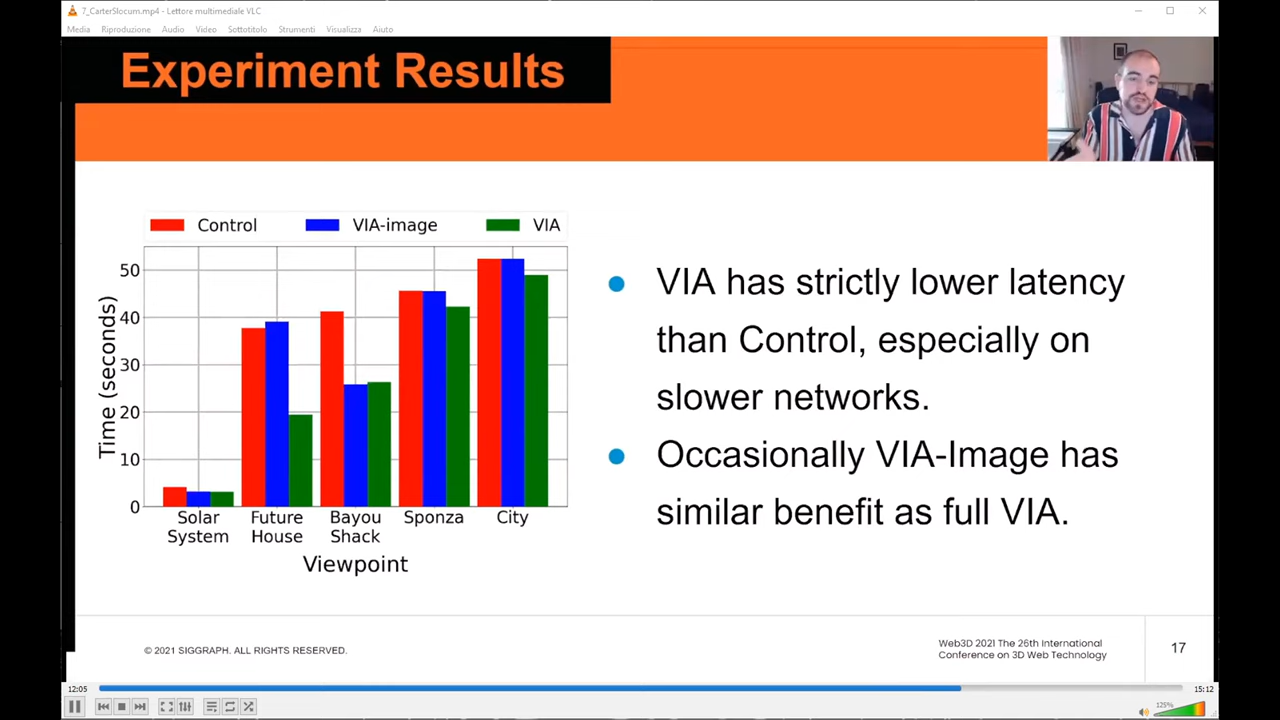 7_CarterSlocum.mp4 - Lettore multimediale VLC
Media Riproduzione Audio Video Sottotitolo Strumenti Visualizza Aiuto
Experiment Results
Control VIA-image VIA
50
40
30
20
10
0
Time (seconds)
Solar System
Future House
Bayou Shack
Sponza
City
Viewpoint
VIA has strictly lower latency
than Control, especially on
slower networks.
Occasionally VIA-Image has
similar benefit as full VIA.
© 2021 SIGGRAPH. ALL RIGHTS RESERVED.
Web3D 2021 The 26th International
Conference on 3D Web Technology
17
12:05
15:12
125%